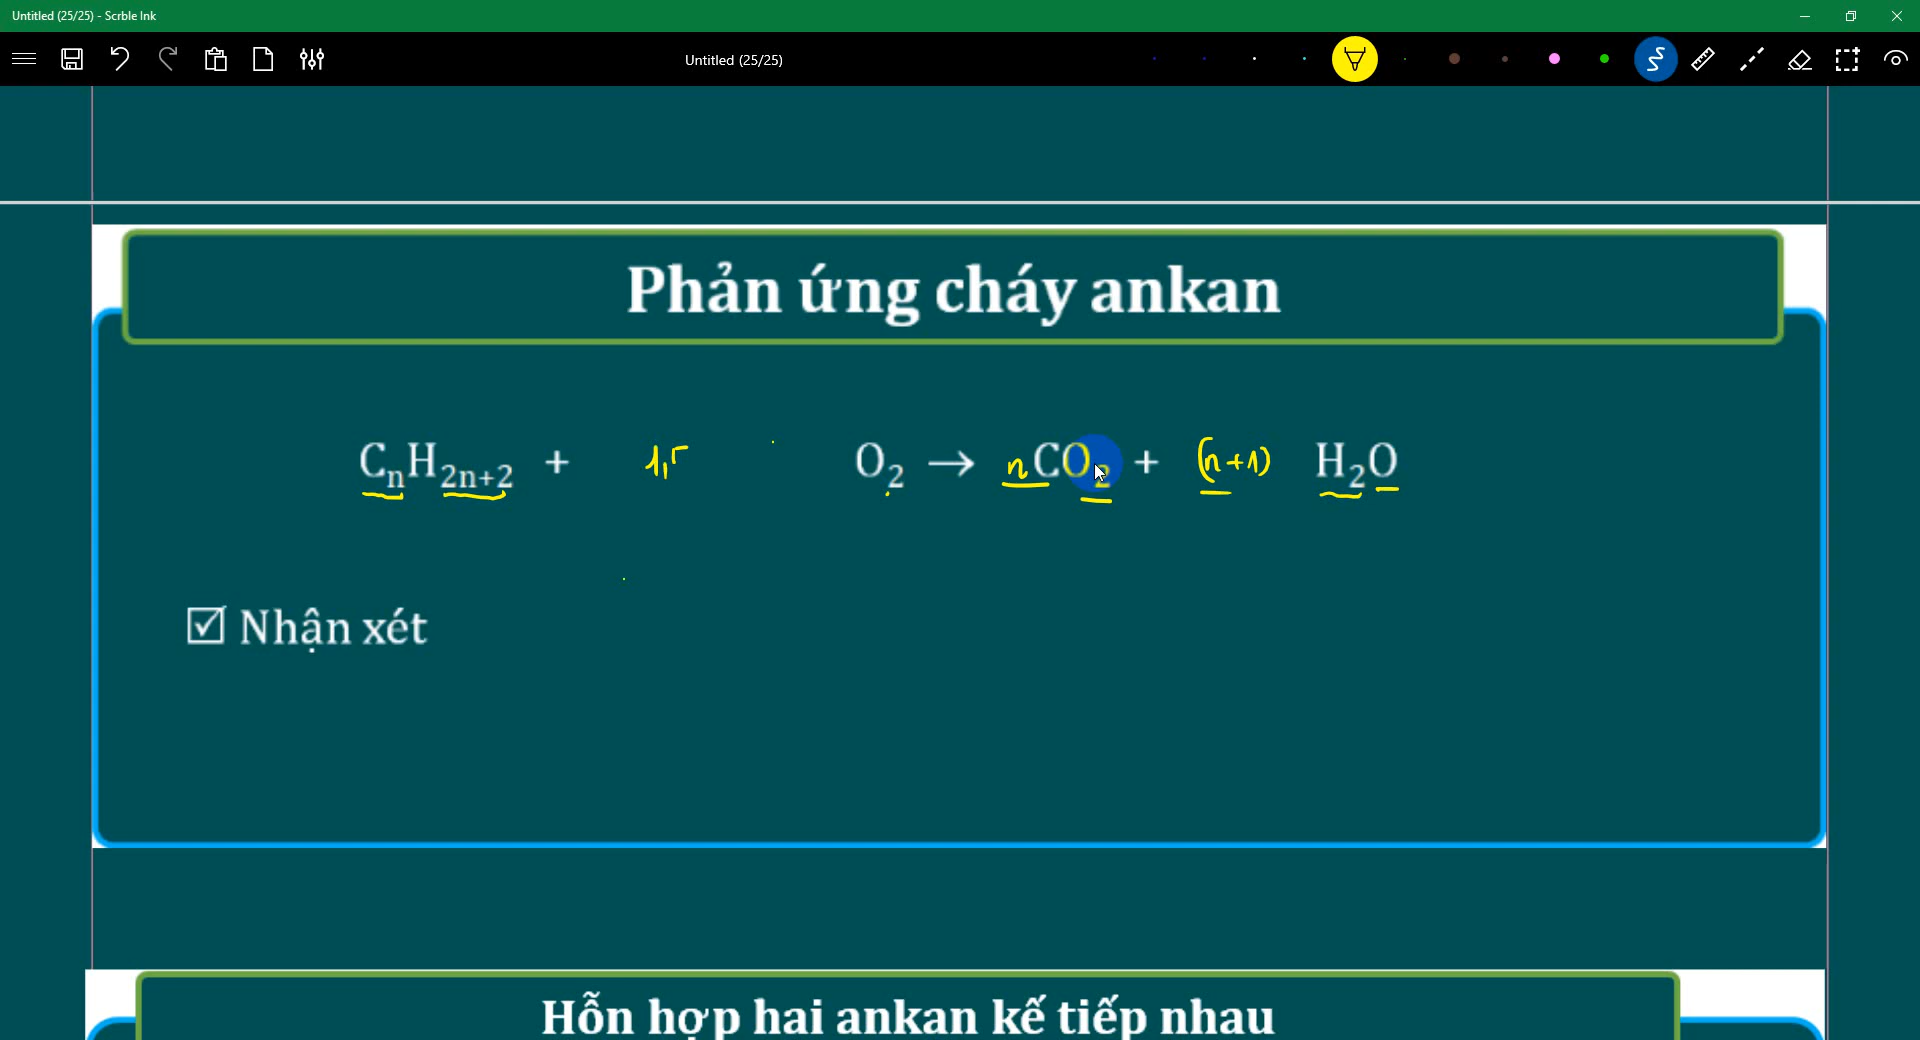 Untitled (25/25) - Scrble Ink
Untitled (25/25)
Phản ứng cháy ankan
CₙH₂ₙ₊₂ + 1,5 O₂ → nCO₂ + (n+1) H₂O
☑ Nhận xét
Hỗn hợp hai ankan kế tiếp nhau